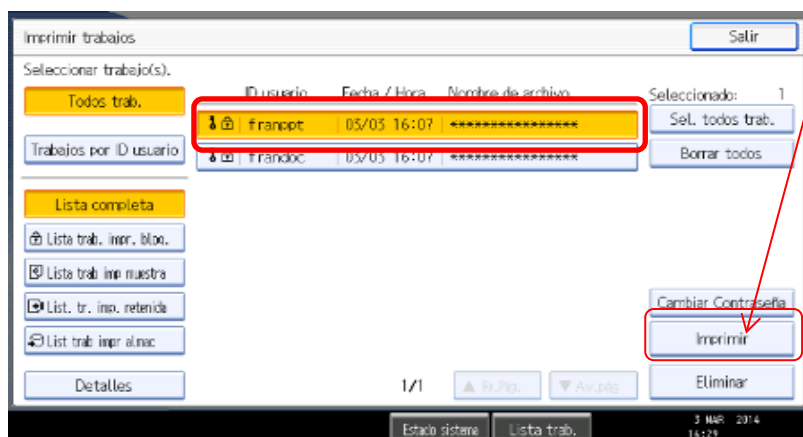 Imprimir trabajos
Salir
Seleccionar trabajo(s).
Todos trab.
Trabajos por ID usuario
Lista completa
Lista trab. impr. bloq.
Lista trab imp muestra
List. tr. imp. retenida
List trab impr almac
Detalles
ID usuario Fecha / Hora Nombre de archivo
franppt 03/03 16:07 ****************
frandoc 03/03 16:07 ****************
Seleccionado: 1
Sel. todos trab.
Borrar todos
Cambiar Contraseña
Imprimir
Eliminar
1/1
▲ Re.Pág.
▼ Av.pág
Estado sistema
Lista trab.
3 MAR 2014
16:29